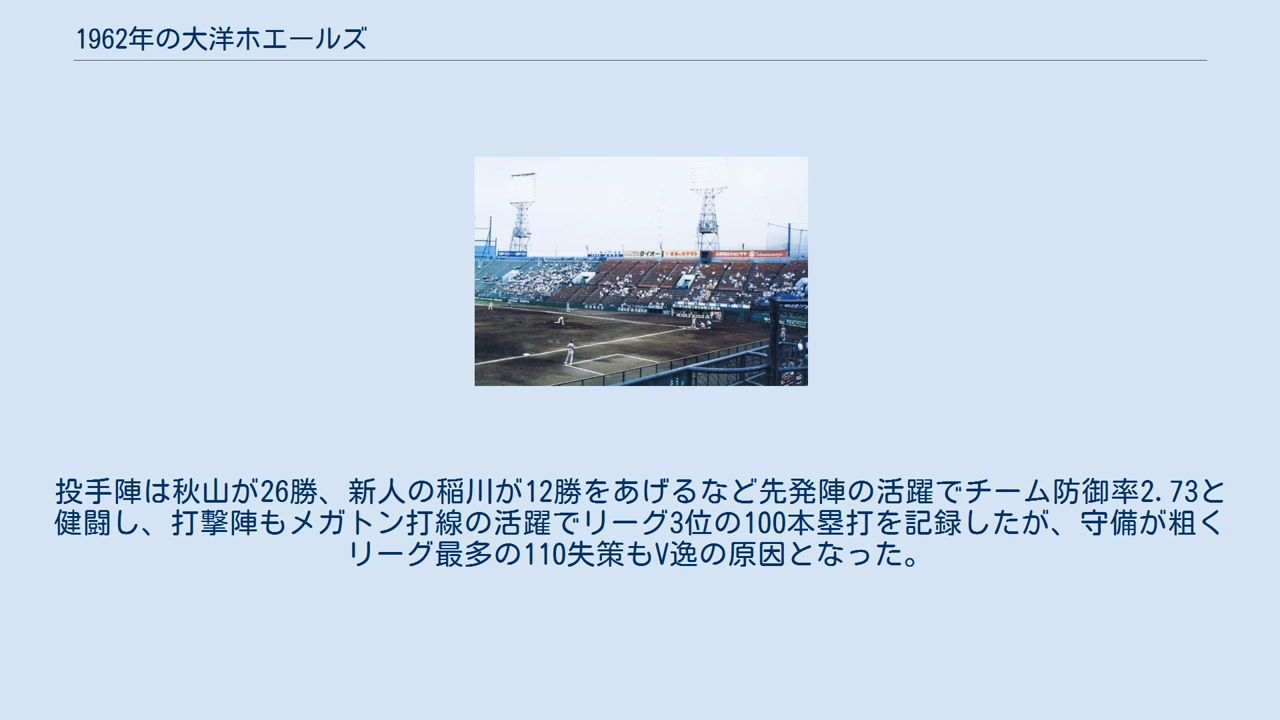 1962年の大洋ホエールズ
ダイオー
投手陣は秋山が26勝、新人の稲川が12勝をあげるなど先発陣の活躍でチーム防御率2.73と
健闘し、打撃陣もメガトン打線の活躍でリーグ3位の100本塁打を記録したが、守備が粗く
リーグ最多の110失策もV逸の原因となった。